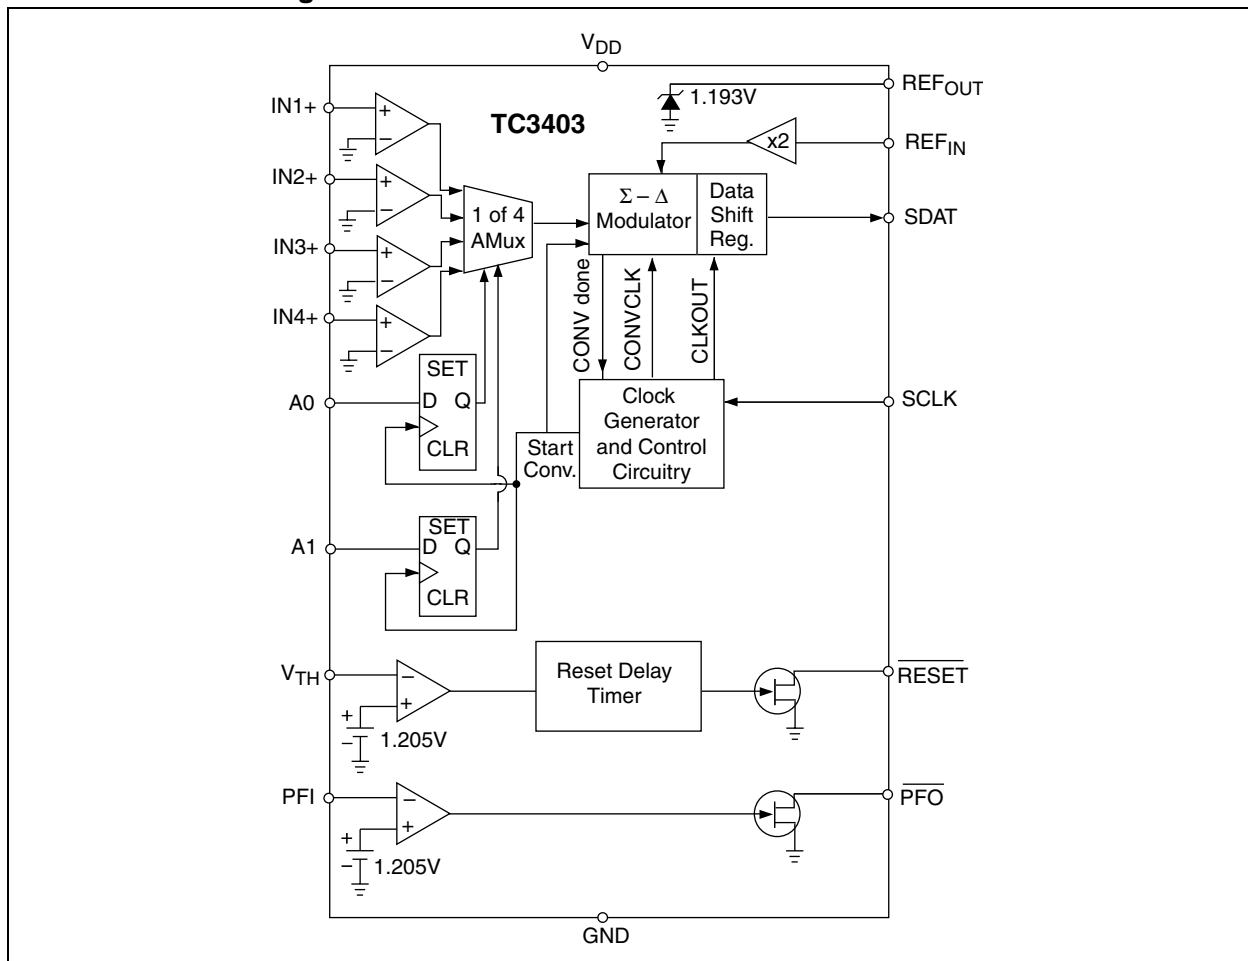 g
V_DD
IN1+
+
−
TC3403
1.193V
REF_OUT
x2
REF_IN
IN2+
+
−
1 of 4
AMux
Σ – Δ
Modulator
Data
Shift
Reg.
SDAT
IN3+
+
−
IN4+
+
−
CONV done
CONVCLK
CLKOUT
SET
D Q
CLR
A0
Start
Conv.
Clock
Generator
and Control
Circuitry
SCLK
A1
SET
D Q
CLR
V_TH
−
+
+
−
1.205V
Reset Delay
Timer
RESET
PFI
−
+
+
−
1.205V
PFO
GND